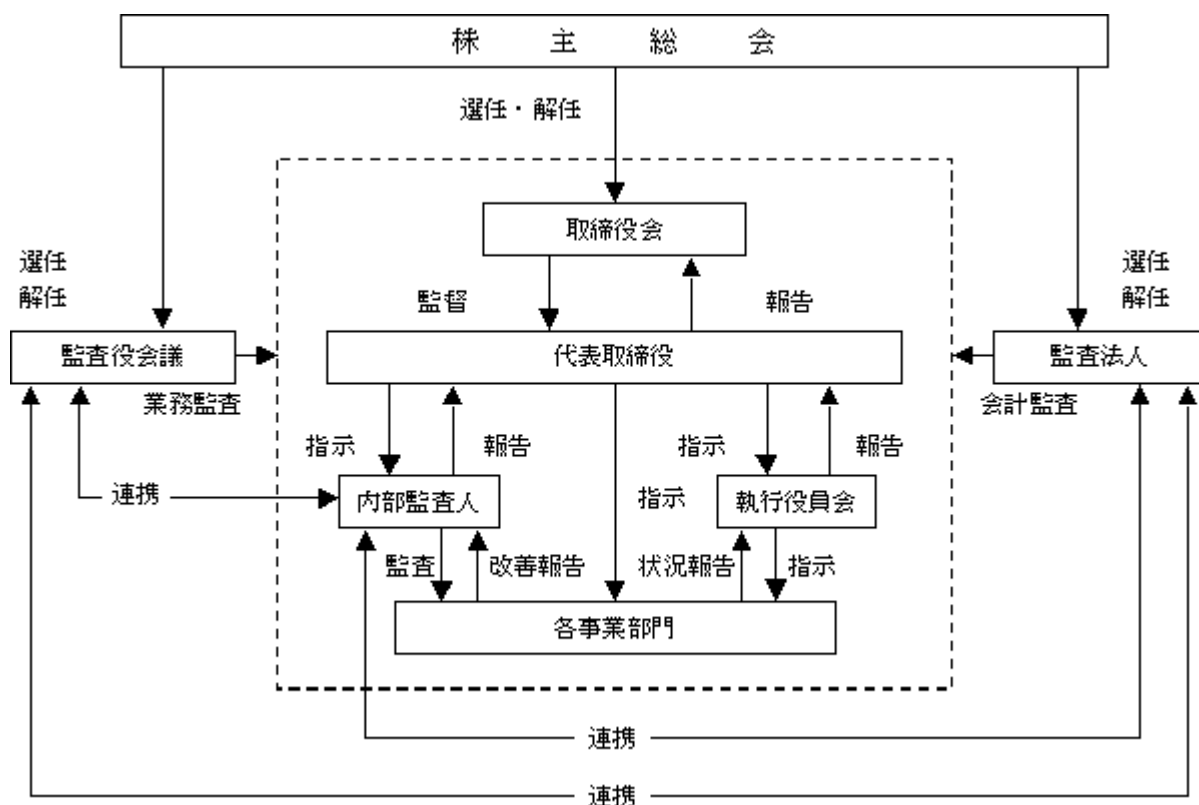 株主総会
選任・解任
取締役会
選任
解任
選任
解任
監督
報告
監査役会議
代表取締役
監査法人
業務監査
会計監査
指示
報告
指示
報告
連携
内部監査人
指示
執行役員会
監査
改善報告
状況報告
指示
各事業部門
連携
連携